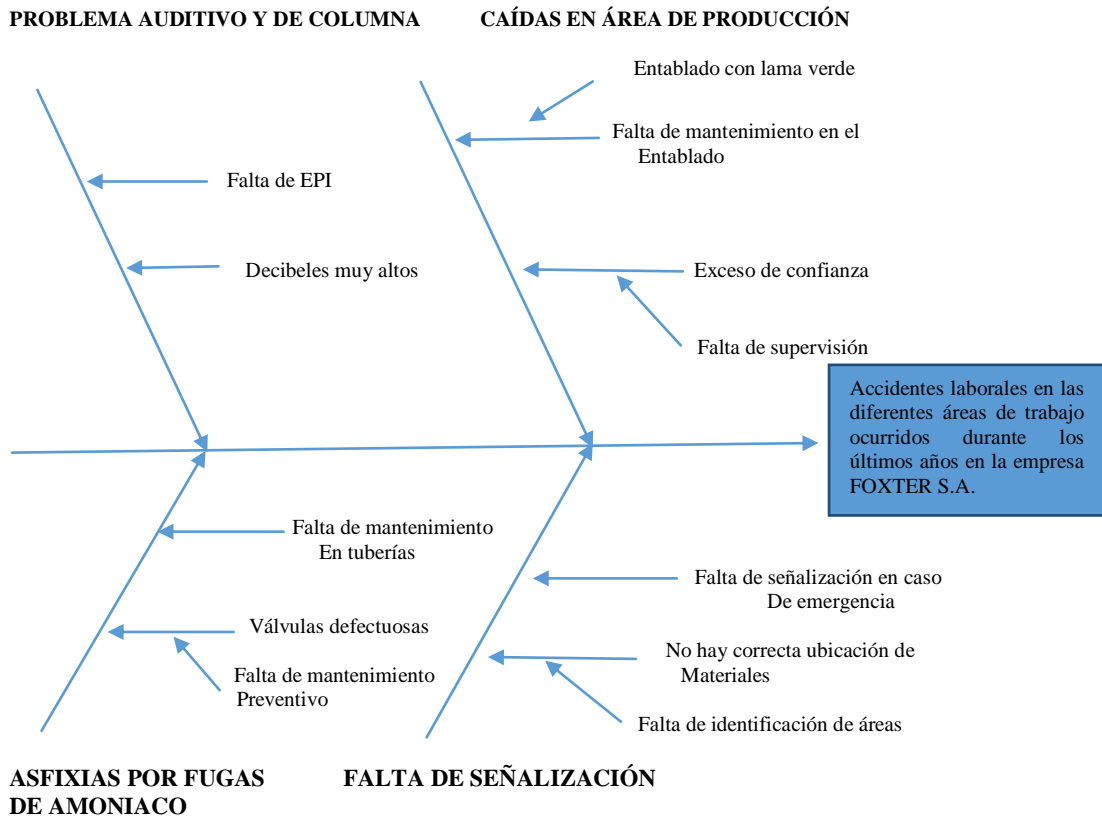 PROBLEMA AUDITIVO Y DE COLUMNA
CAÍDAS EN ÁREA DE PRODUCCIÓN
Entablado con lama verde
Falta de mantenimiento en el
Entablado
Falta de EPI
Decibeles muy altos
Exceso de confianza
Falta de supervisión
Accidentes laborales en las
diferentes áreas de trabajo
ocurridos durante los
últimos años en la empresa
FOXTER S.A.
Falta de mantenimiento
En tuberías
Válvulas defectuosas
Falta de mantenimiento
Preventivo
Falta de señalización en caso
De emergencia
No hay correcta ubicación de
Materiales
Falta de identificación de áreas
ASFIXIAS POR FUGAS
DE AMONIACO
FALTA DE SEÑALIZACIÓN